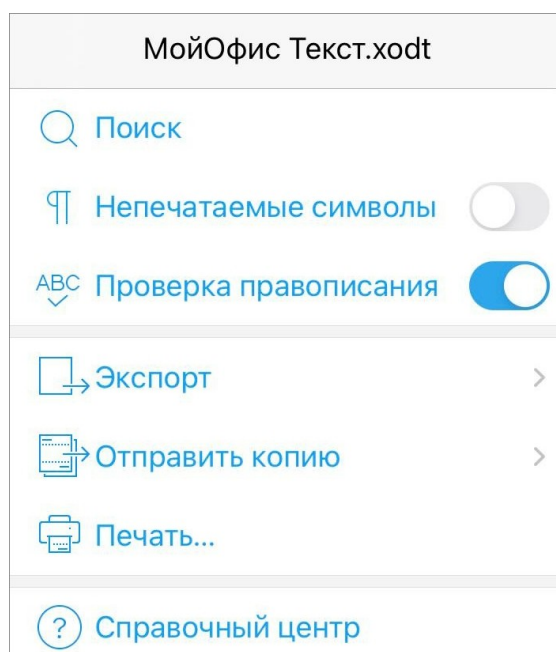 МойОфис Текст.xodt
Поиск
Непечатаемые символы
ABC Проверка правописания
Экспорт
Отправить копию
Печать...
? Справочный центр